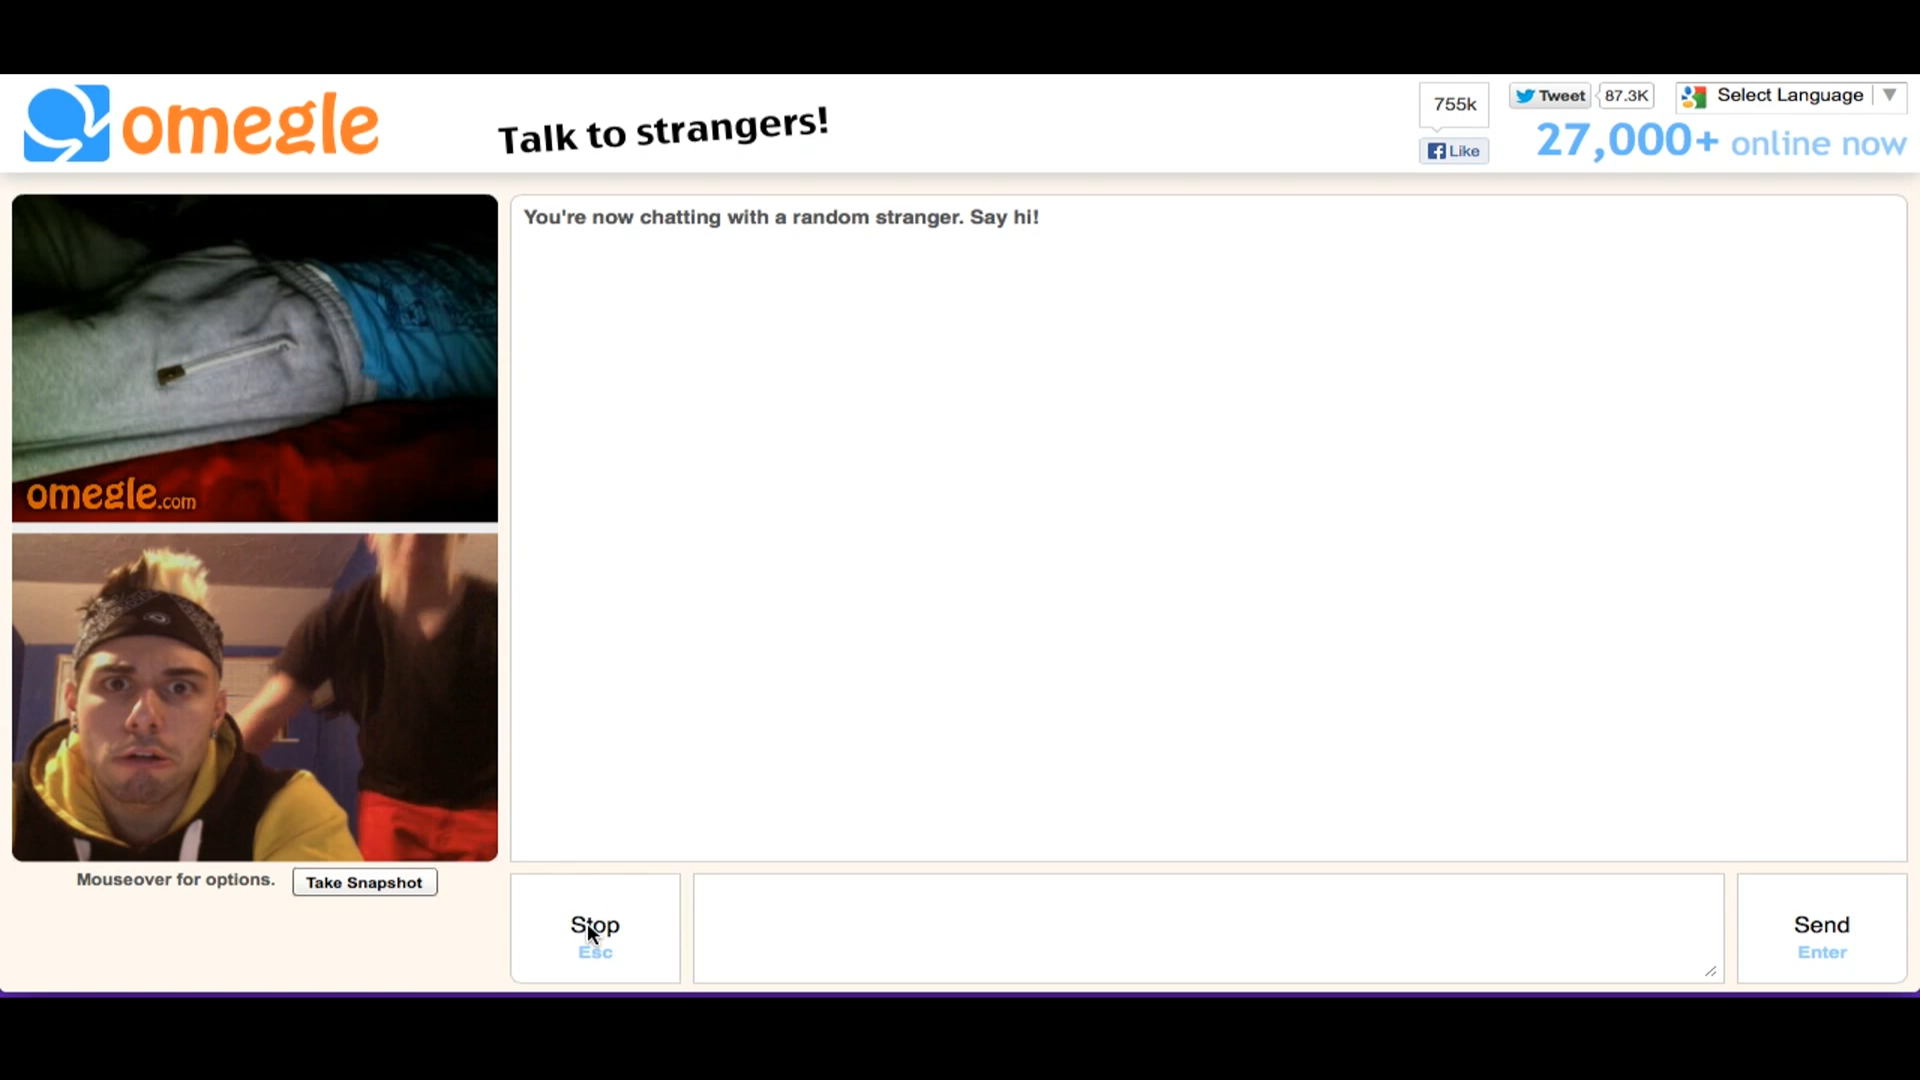 omegle
Talk to strangers!
755k
Like
Tweet
87.3K
Select Language
27,000+ online now
You're now chatting with a random stranger. Say hi!
omegle.com
Mouseover for options.
Take Snapshot
Stop
Esc
Send
Enter